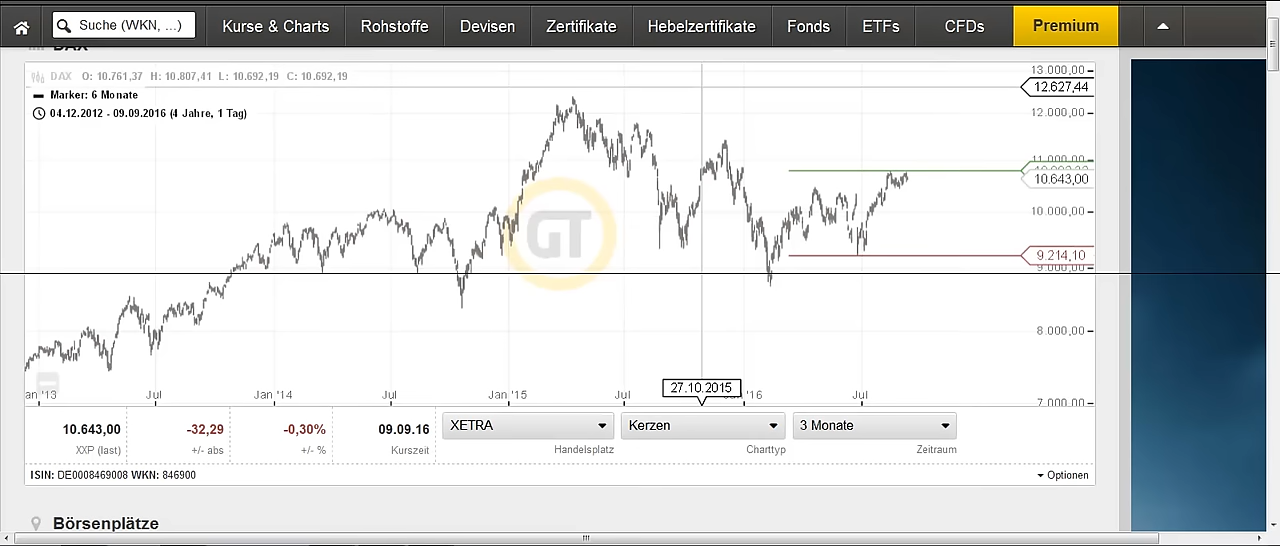 Suche (WKN, ...)
Kurse & Charts
Rohstoffe
Devisen
Zertifikate
Hebelzertifikate
Fonds
ETFs
CFDs
Premium
DAX
DAX O: 10.761,37 H: 10.807,41 L: 10.692,19 C: 10.692,19
Marker: 6 Monate
04.12.2012 - 09.09.2016 (4 Jahre, 1 Tag)
13.000,00
12.627,44
12.000,00
11.000,00
10.643,00
10.000,00
9.214,10
9.000,00
8.000,00
7.000,00
GT
an '13
Jul
Jan '14
Jul
Jan '15
Jul
27.10.2015
'16
Jul
10.643,00
XXP (last)
-32,29
+/- abs
-0,30%
+/- %
09.09.16
Kurszeit
XETRA
Handelsplatz
Kerzen
Charttyp
3 Monate
Zeitraum
ISIN: DE0008469008 WKN: 846900
Optionen
Börsenplätze